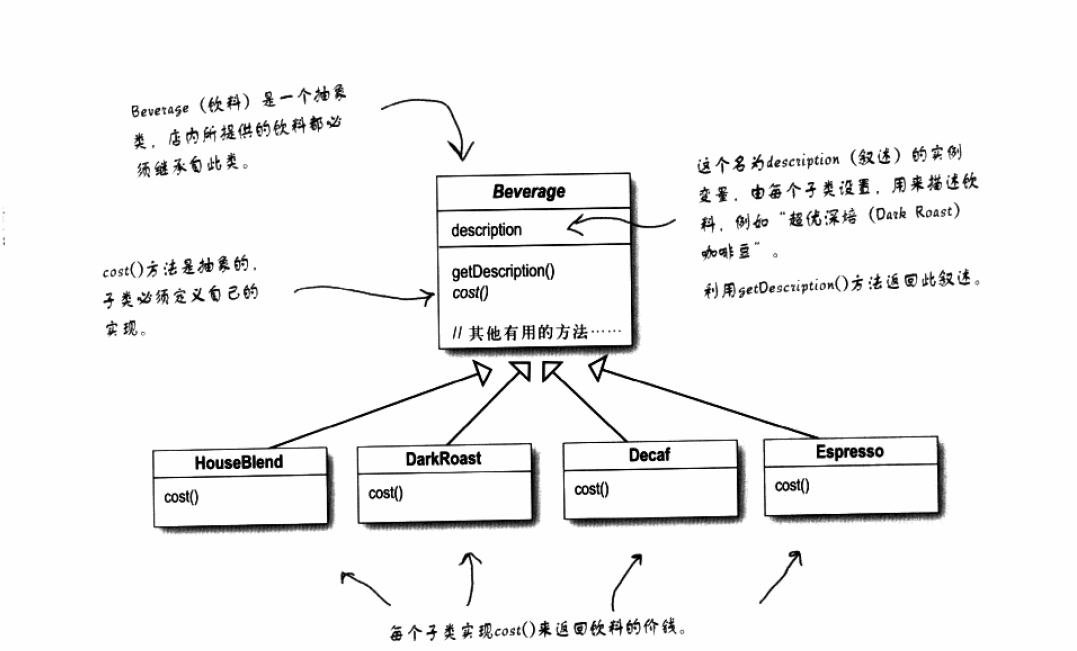 Beverage（饮料）是一个抽象
类，店内所提供的饮料都必
须继承自此类。
这个名为description（叙述）的实例
变量，由每个子类设置，用来描述饮
料，例如“超优深焙（Dark Roast）
咖啡豆”。
利用getDescription()方法返回此叙述。
Beverage
description
getDescription()
cost()
// 其他有用的方法……
cost()方法是抽象的，
子类必须定义自己的
实现。
HouseBlend
cost()
DarkRoast
cost()
Decaf
cost()
Espresso
cost()
每个子类实现cost()来返回饮料的价钱。